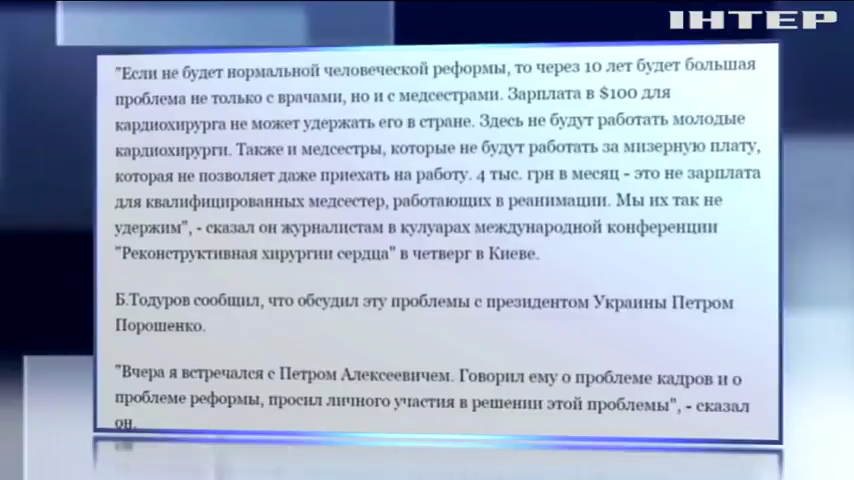 ІНТЕР
"Если не будет нормальной человеческой реформы, то через 10 лет будет большая
проблема не только с врачами, но и с медсестрами. Зарплата в $100 для
кардиохирурга не может удержать его в стране. Здесь не будут работать молодые
кардиохирурги. Также и медсестры, которые не будут работать за мизерную плату,
которая не позволяет даже приехать на работу. 4 тыс. грн в месяц - это не зарплата
для квалифицированных медсестер, работающих в реанимации. Мы их так не
удержим", - сказал он журналистам в кулуарах международной конференции
"Реконструктивная хирургии сердца" в четверг в Киеве.
Б.Тодуров сообщил, что обсудил эту проблемы с президентом Украины Петром
Порошенко.
"Вчера я встречался с Петром Алексеевичем. Говорил ему о проблеме кадров и о
проблеме реформы, просил личного участия в решении этой проблемы", - сказал
он.